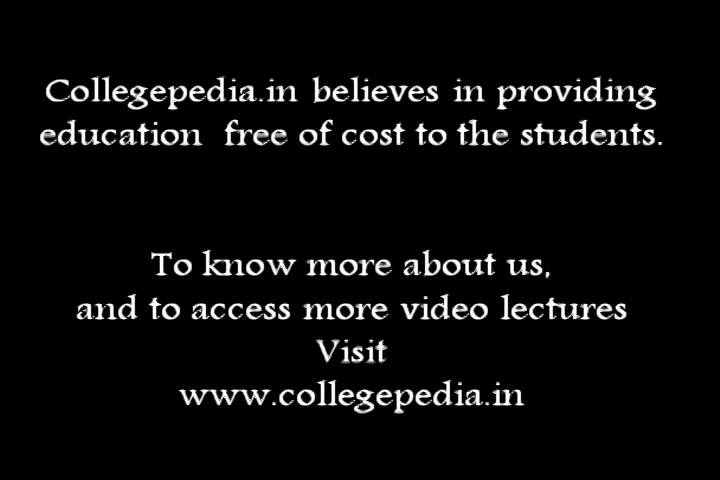 Collegepedia.in believes in providing
education free of cost to the students.
To know more about us,
and to access more video lectures
Visit
www.collegepedia.in